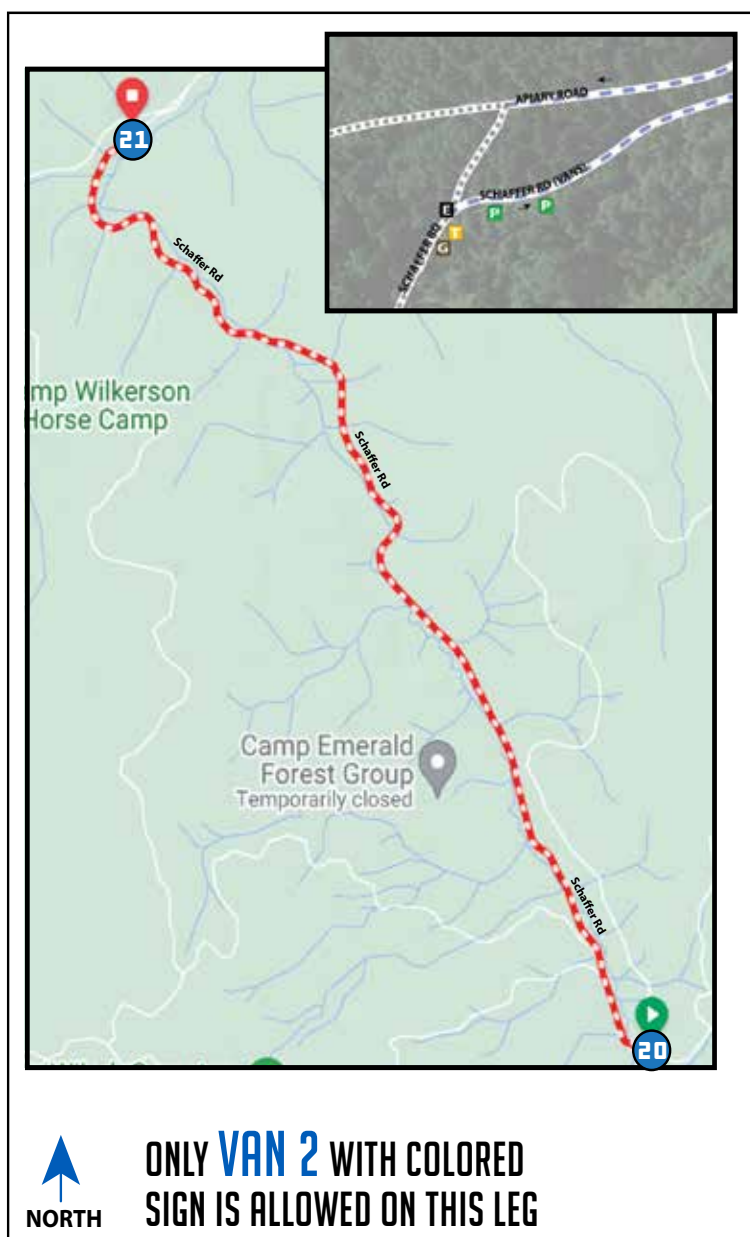 APIARY ROAD
SCHAFFER RD (VANS)
P
P
E
T
G
SCHAFFER RD
21
Schaffer Rd
mp Wilkerson
Horse Camp
Schaffer Rd
Camp Emerald
Forest Group
Temporarily closed
Schaffer Rd
20
NORTH
ONLY VAN 2 WITH COLORED
SIGN IS ALLOWED ON THIS LEG